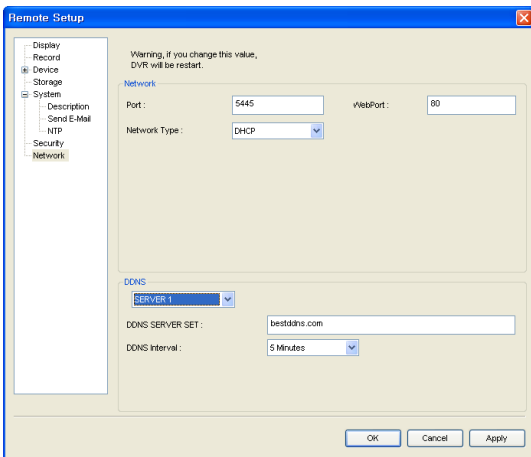 Remote Setup
Display
Record
Device
Storage
System
Description
Send E-Mail
NTP
Security
Network
Warning, if you change this value,
DVR will be restart.
Network
Port : 5445 WebPort : 80
Network Type : DHCP
DDNS
SERVER 1
DDNS SERVER SET : bestddns.com
DDNS Interval : 5 Minutes
OK Cancel Apply